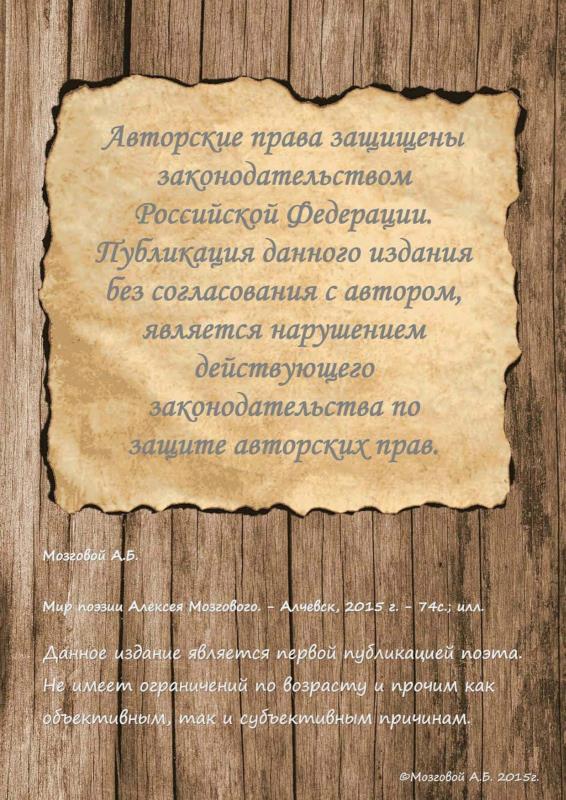 Авторские права защищены
законодательством
Российской Федерации.
Публикация данного издания
без согласования с автором,
является нарушением
действующего
законодательства по
защите авторских прав.
Мозговой А.Б.
Мир поэзии Алексея Мозгового. - Алчевск, 2015 г. - 74с.; илл.
Данное издание является первой публикацией поэта.
Не имеет ограничений по возрасту и прочим как
объективным, так и субъективным причинам.
©Мозговой А.Б. 2015г.